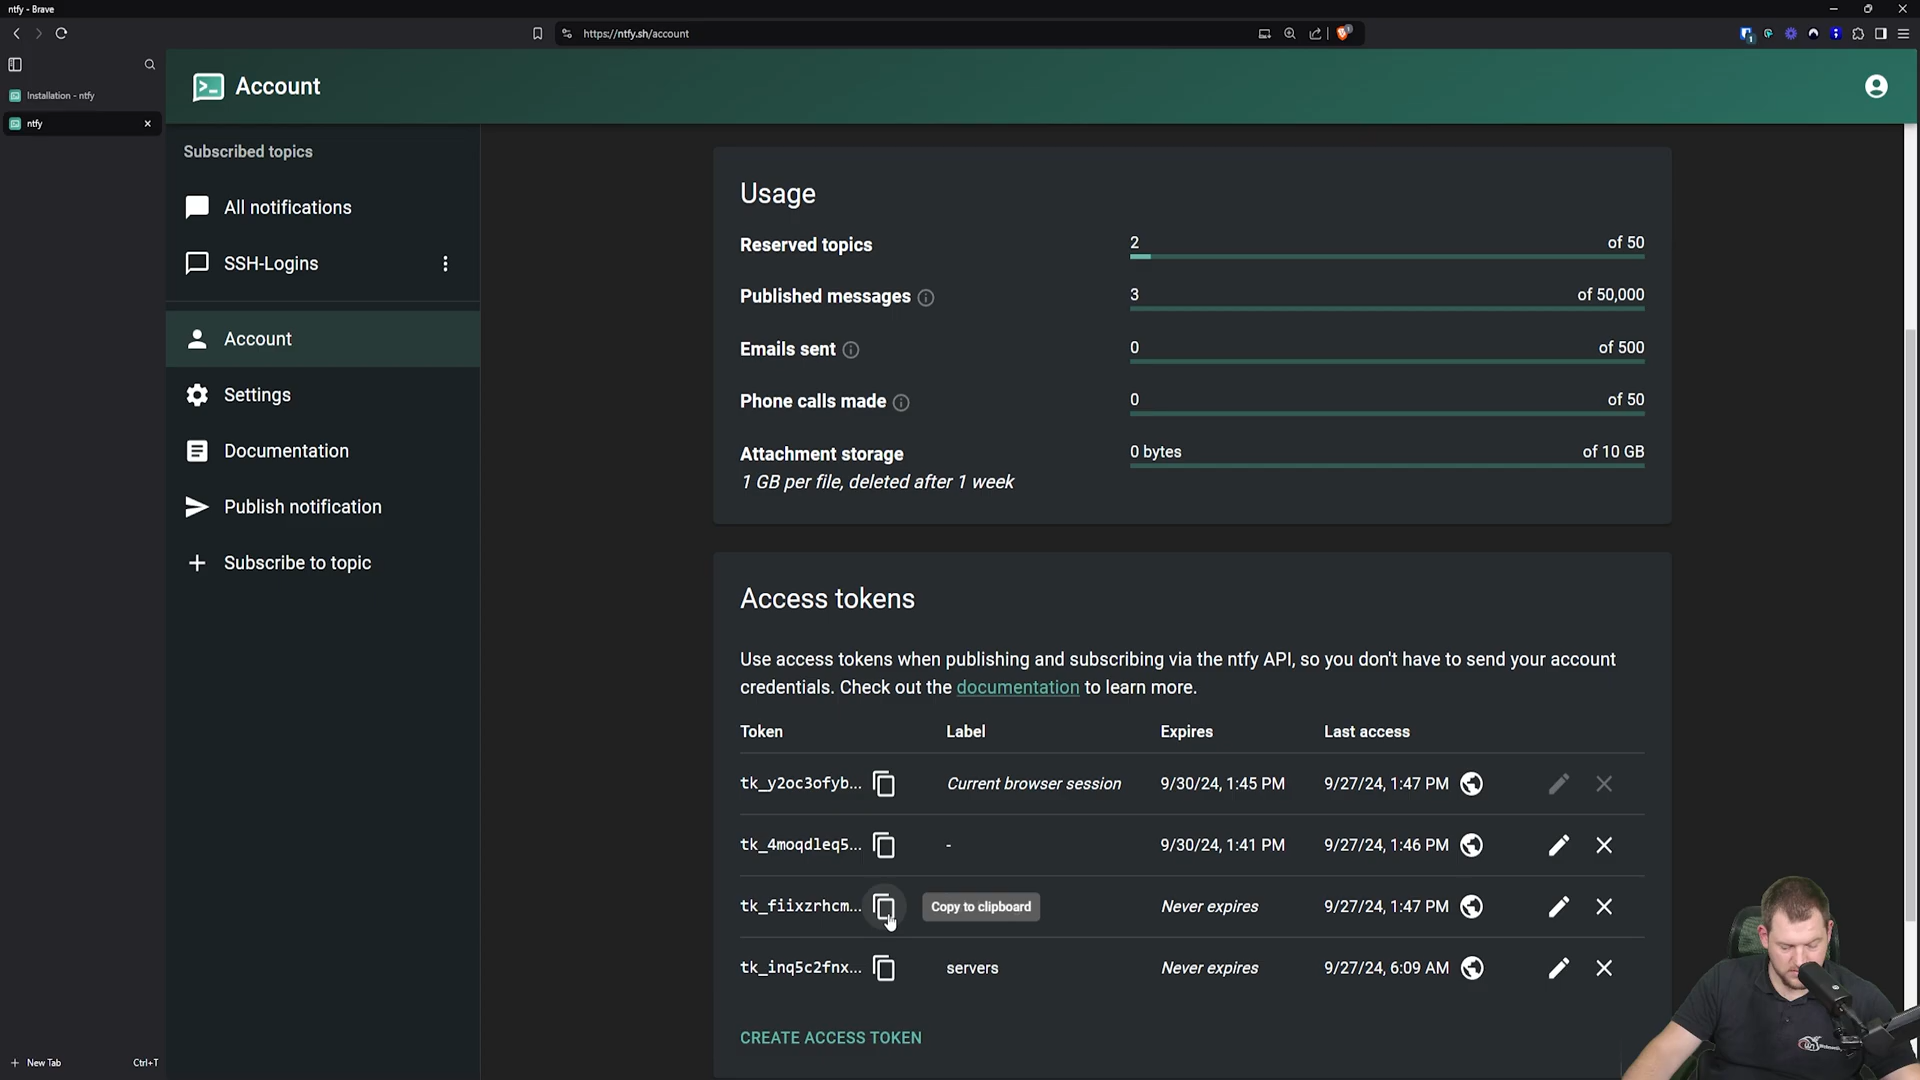 ntfy - Brave
https://ntfy.sh/account
Installation - ntfy
ntfy
New Tab
Ctrl+T
Account
Subscribed topics
All notifications
SSH-Logins
Account
Settings
Documentation
Publish notification
Subscribe to topic
Usage
Reserved topics
2
of 50
Published messages
3
of 50,000
Emails sent
0
of 500
Phone calls made
0
of 50
Attachment storage
0 bytes
of 10 GB
1 GB per file, deleted after 1 week
Access tokens
Use access tokens when publishing and subscribing via the ntfy API, so you don't have to send your account
credentials. Check out the documentation to learn more.
Token Label Expires Last access
tk_y2oc3ofyb... Current browser session 9/30/24, 1:45 PM 9/27/24, 1:47 PM
tk_4moqdleq5... - 9/30/24, 1:41 PM 9/27/24, 1:46 PM
tk_fiixzrhcm... Copy to clipboard Never expires 9/27/24, 1:47 PM
tk_inq5c2fnx... servers Never expires 9/27/24, 6:09 AM
CREATE ACCESS TOKEN